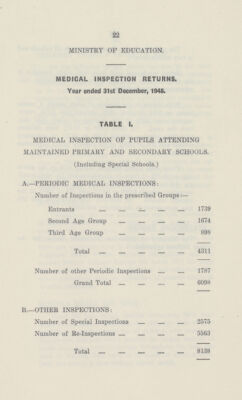 22
MINISTRY OF EDUCATION.
MEDICAL INSPECTION RETURNS.
Year ended 31st December, 1948.
TABLE I.
MEDICAL INSPECTION OF PUPILS ATTENDING
MAINTAINED PRIMARY AND SECONDARY SCHOOLS.
(Including Special Schools.)
A.—PERIODIC MEDICAL INSPECTIONS:
Number of Inspections in the prescribed Groups:—
Entrants — — — — — 1739
Second Age Group — — — — 1674
Third Age Group — — — — 898
Total — — — — 4311
Number of other Periodic Inspections — — 1787
Grand Total — — — — 6098
B.—OTHER INSPECTIONS:
Number of Special Inspections — — — 2575
Number of Re-Inspections — — — — 5563
Total — — — — 8138